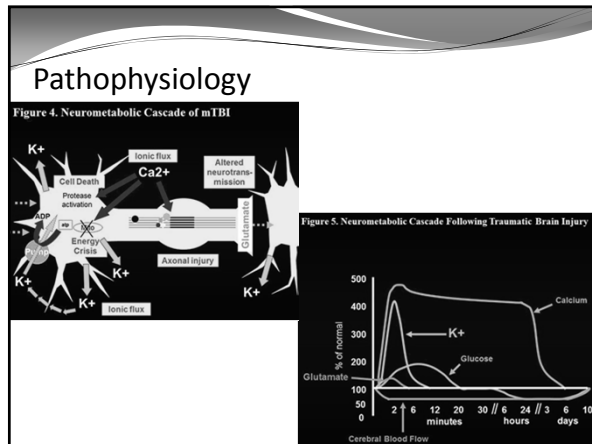 Pathophysiology
Figure 4. Neurometabolic Cascade of mTBI
K+
Ionic flux
Ca2+
Altered
neurotrans-
mission
Cell Death
Protease
activation
ADP
atp
Mito
Energy
Crisis
Pump
K+
K+
K+
Ionic flux
Axonal injury
Glutamate
K+
Figure 5. Neurometabolic Cascade Following Traumatic Brain Injury
% of normal
500
400
300
200
100
50
0
Calcium
K+
Glucose
Glutamate
2 6 12 20 30 // 6 24 // 3 6 10
minutes hours days
Cerebral Blood Flow